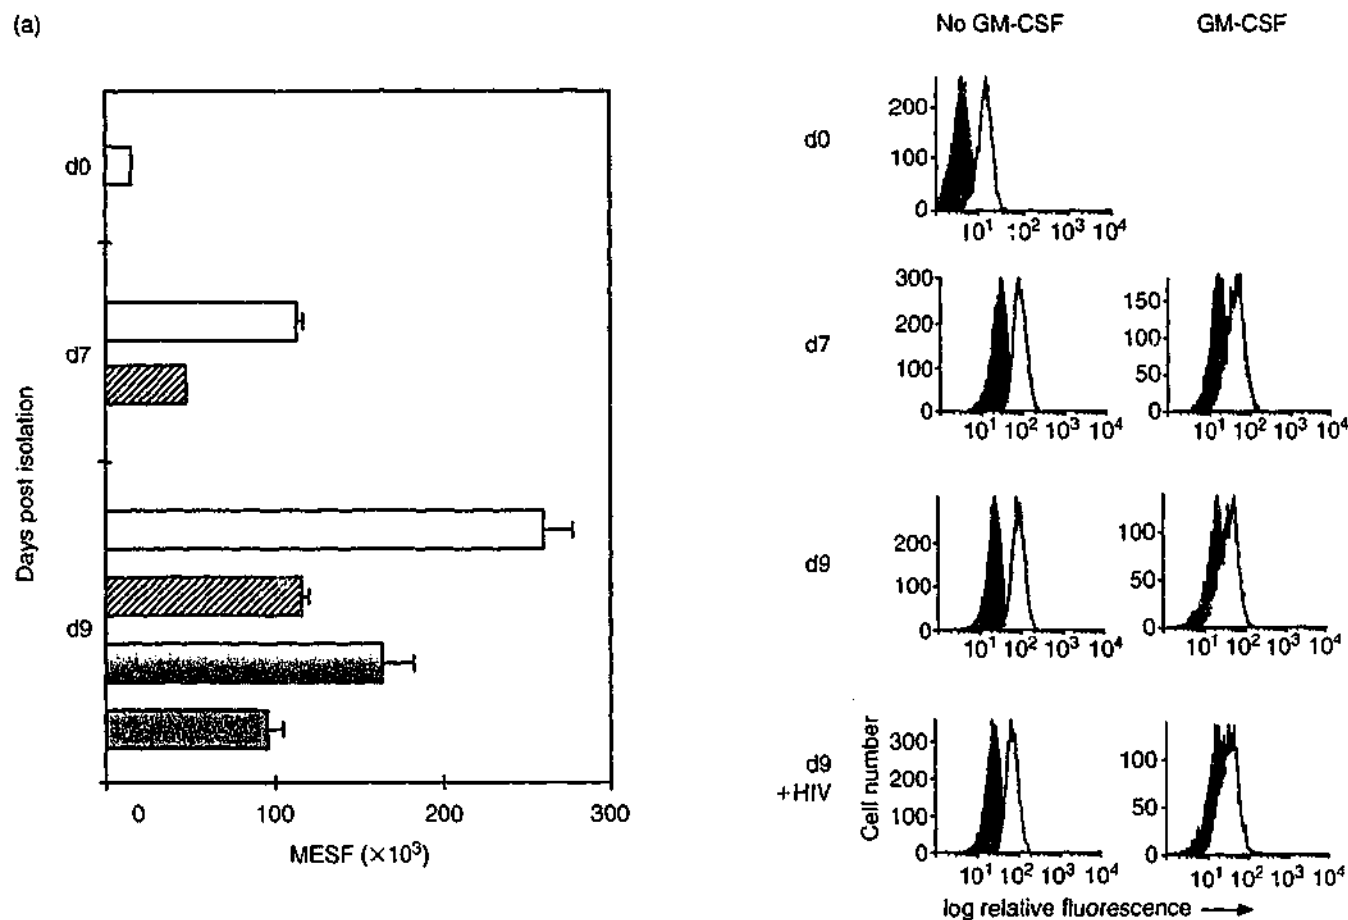 (a)
Days post isolation
d0
d7
d9
0 100 200 300
MESF (×10³)
No GM-CSF GM-CSF
d0
200
100
0
10¹ 10² 10³ 10⁴
d7
300
200
100
0
10¹ 10² 10³ 10⁴
150
100
50
0
10¹ 10² 10³ 10⁴
d9
200
100
0
10¹ 10² 10³ 10⁴
100
50
0
10¹ 10² 10³ 10⁴
d9
+HIV
Cell number
300
200
100
0
10¹ 10² 10³ 10⁴
100
50
0
10¹ 10² 10³ 10⁴
log relative fluorescence